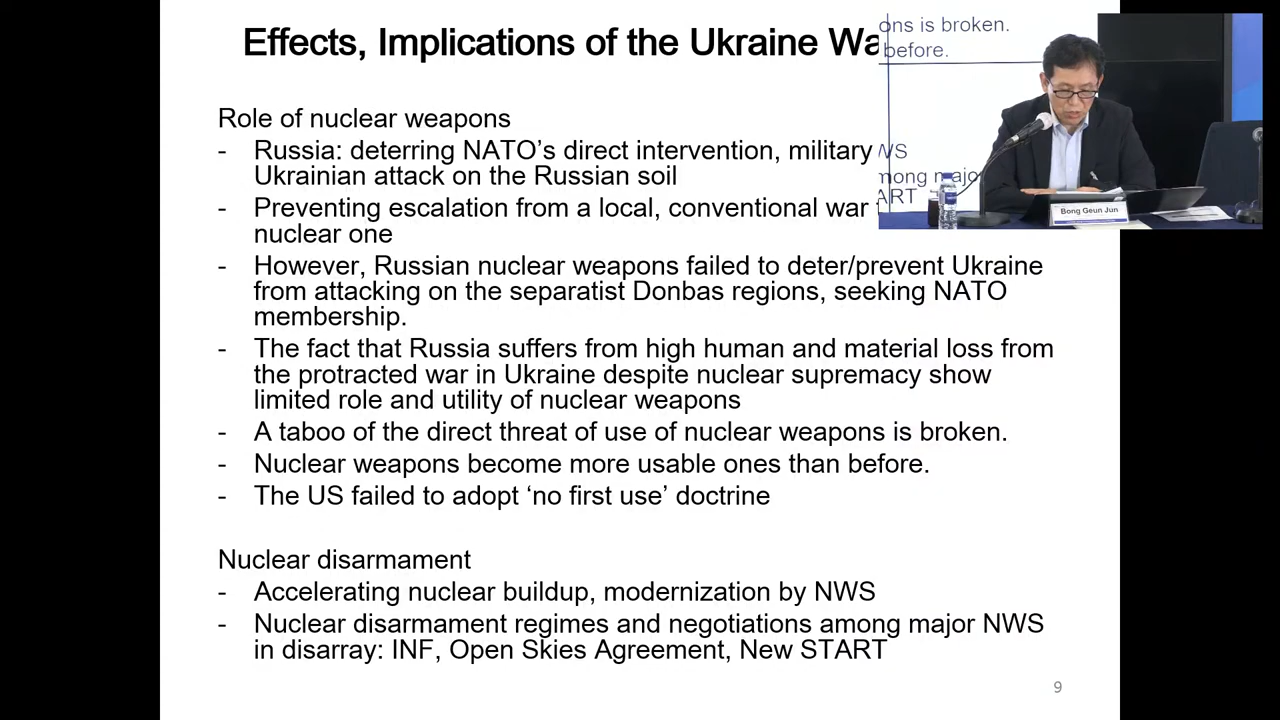 Effects, Implications of the Ukraine Wa
Role of nuclear weapons
- Russia: deterring NATO’s direct intervention, military
Ukrainian attack on the Russian soil
- Preventing escalation from a local, conventional war
nuclear one
- However, Russian nuclear weapons failed to deter/prevent Ukraine
from attacking on the separatist Donbas regions, seeking NATO
membership.
- The fact that Russia suffers from high human and material loss from
the protracted war in Ukraine despite nuclear supremacy show
limited role and utility of nuclear weapons
- A taboo of the direct threat of use of nuclear weapons is broken.
- Nuclear weapons become more usable ones than before.
- The US failed to adopt ‘no first use’ doctrine
Nuclear disarmament
- Accelerating nuclear buildup, modernization by NWS
- Nuclear disarmament regimes and negotiations among major NWS
in disarray: INF, Open Skies Agreement, New START
9
ons is broken.
before.
WS
mong majo
ART
Bong Geun Jun